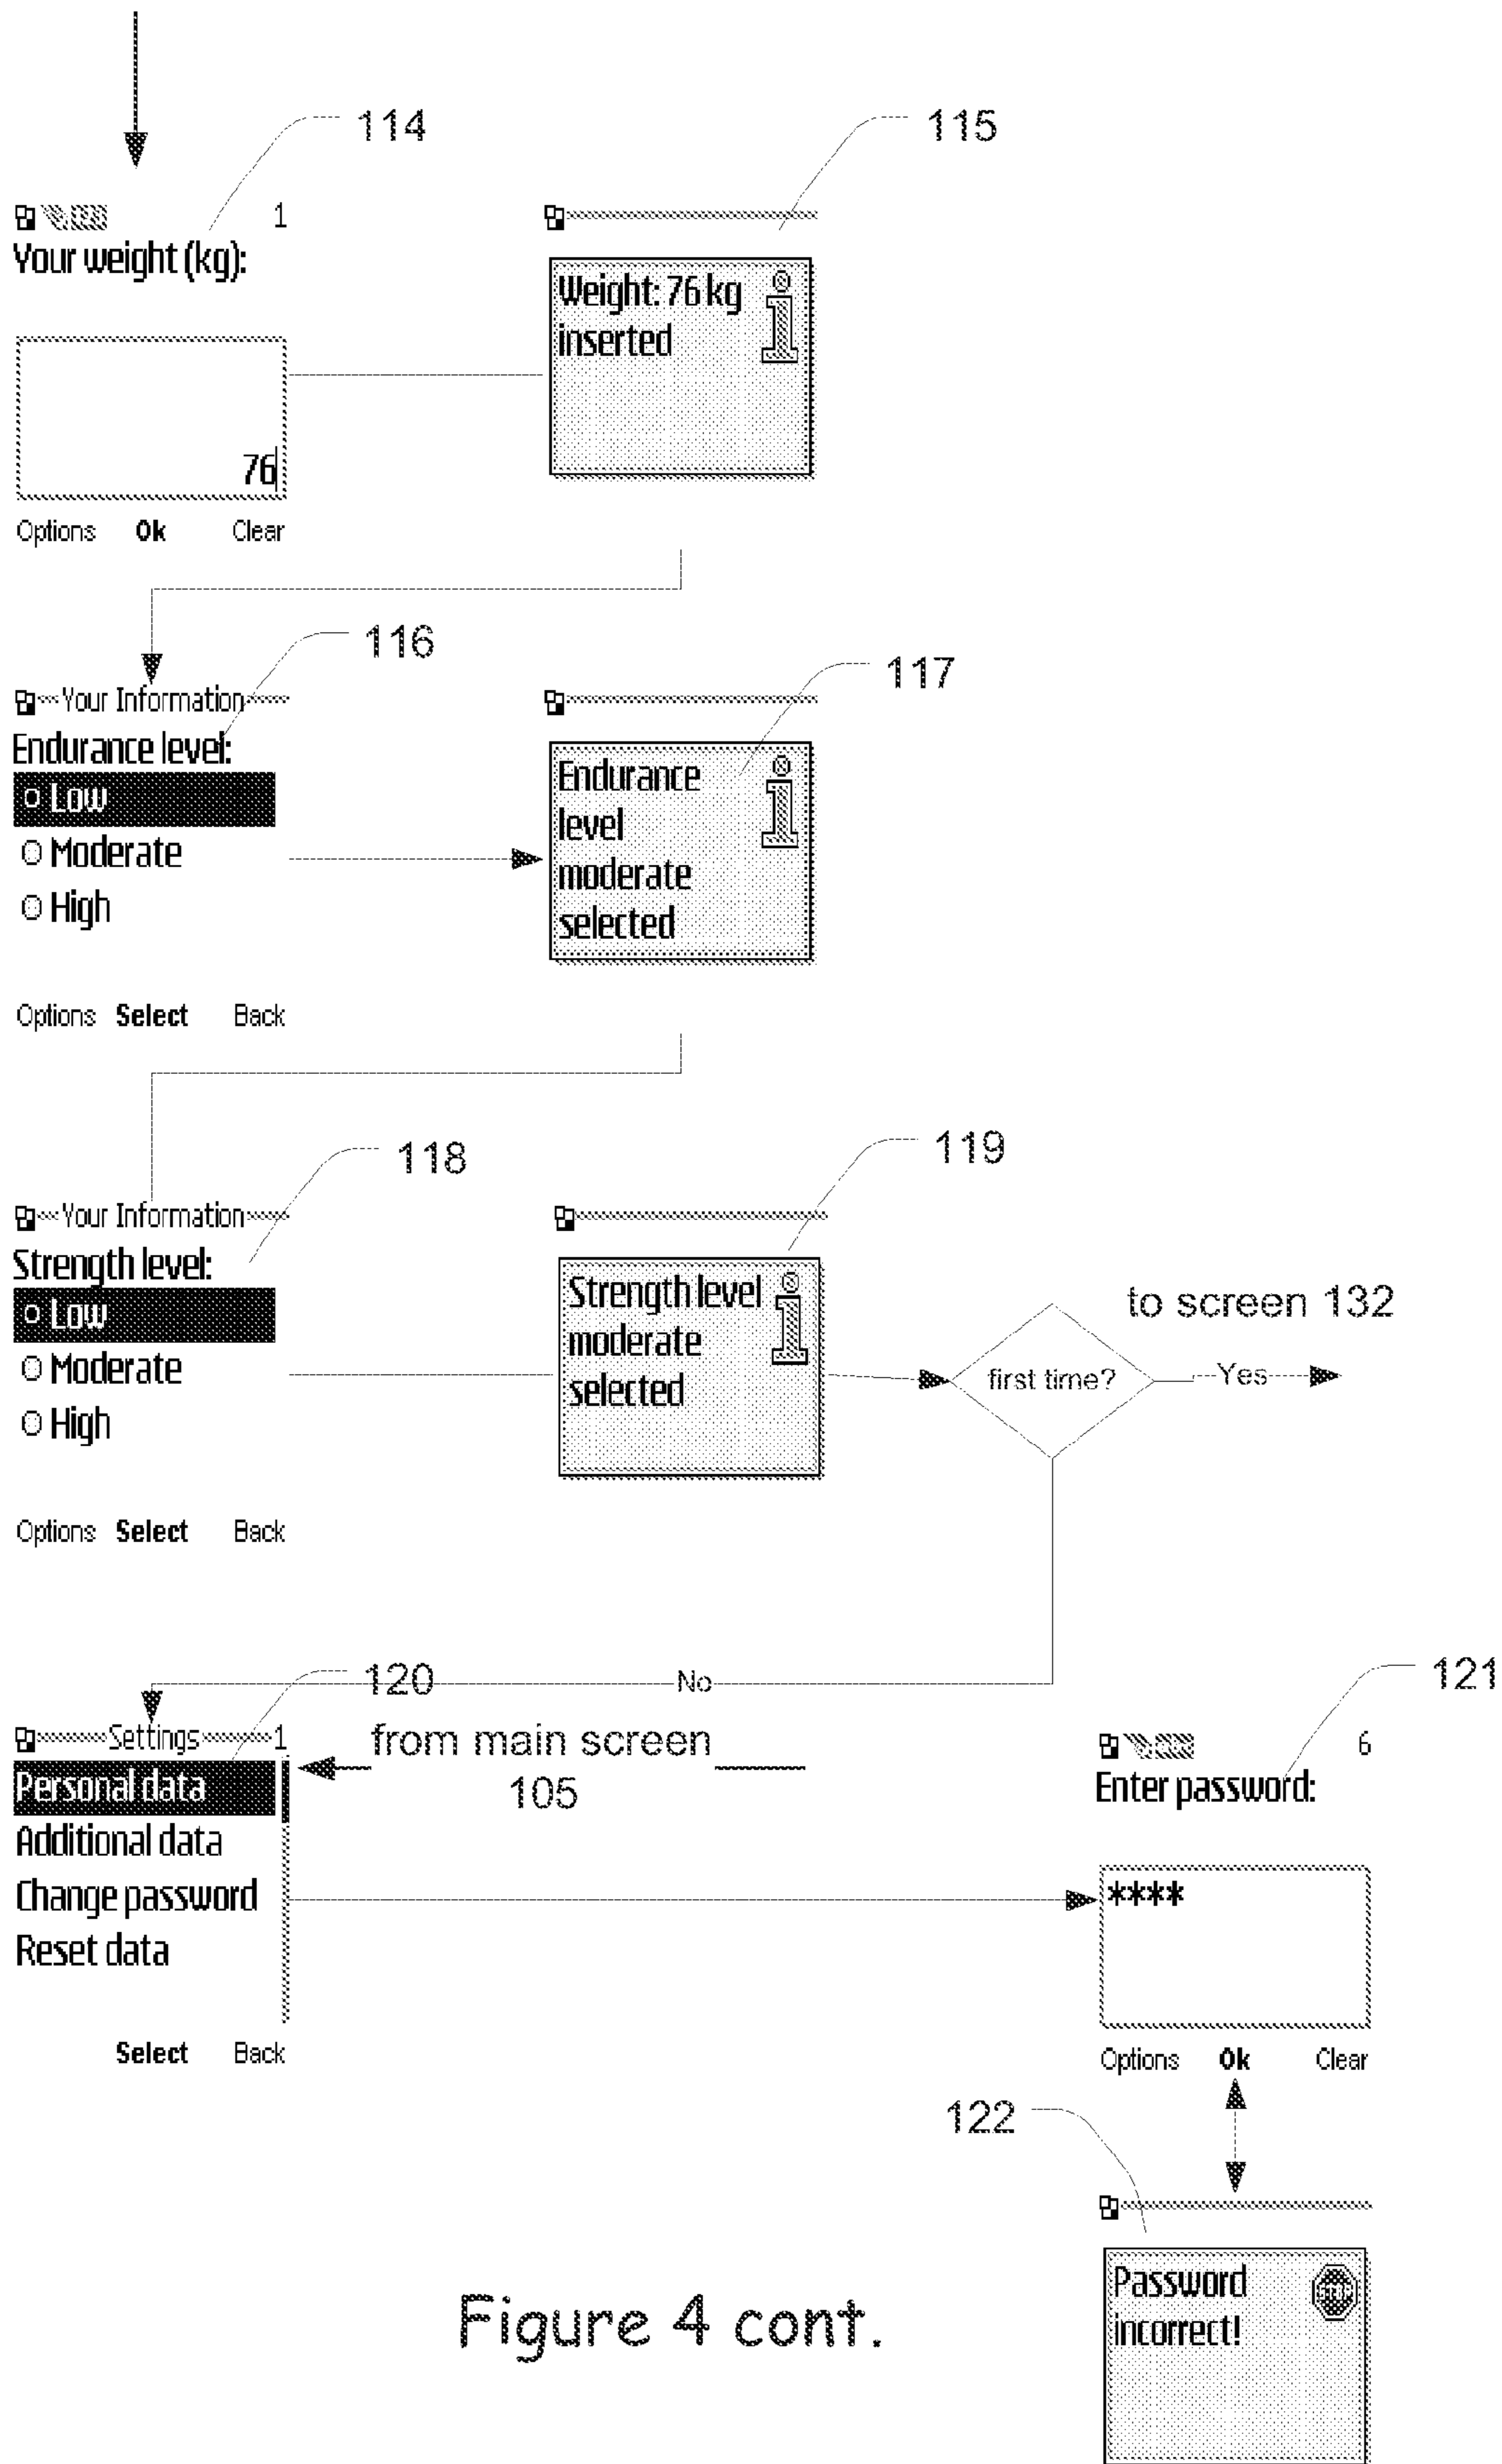 114
115
1
Your weight (kg):
Weight: 76 kg
inserted
76
Options Ok Clear
116
117
Your Information
Endurance level:
Low
Moderate
High
Endurance
level
moderate
selected
Options Select Back
118
119
Your Information
Strength level:
Low
Moderate
High
Strength level
moderate
selected
to screen 132
first time?
Yes
Options Select Back
120
No
121
Settings 1
from main screen
105
Personal data
Additional data
Change password
Reset data
6
Enter password:
****
Select Back
Options Ok Clear
122
Password
incorrect!
STOP
Figure 4 cont.